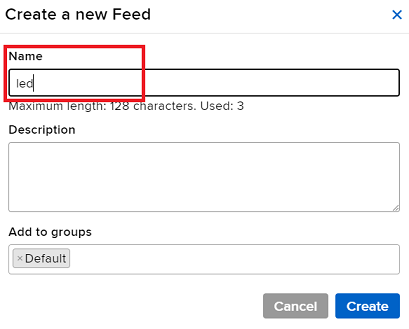 Create a new Feed ×
Name
led
Maximum length: 128 characters. Used: 3
Description
Add to groups
× Default
Cancel Create